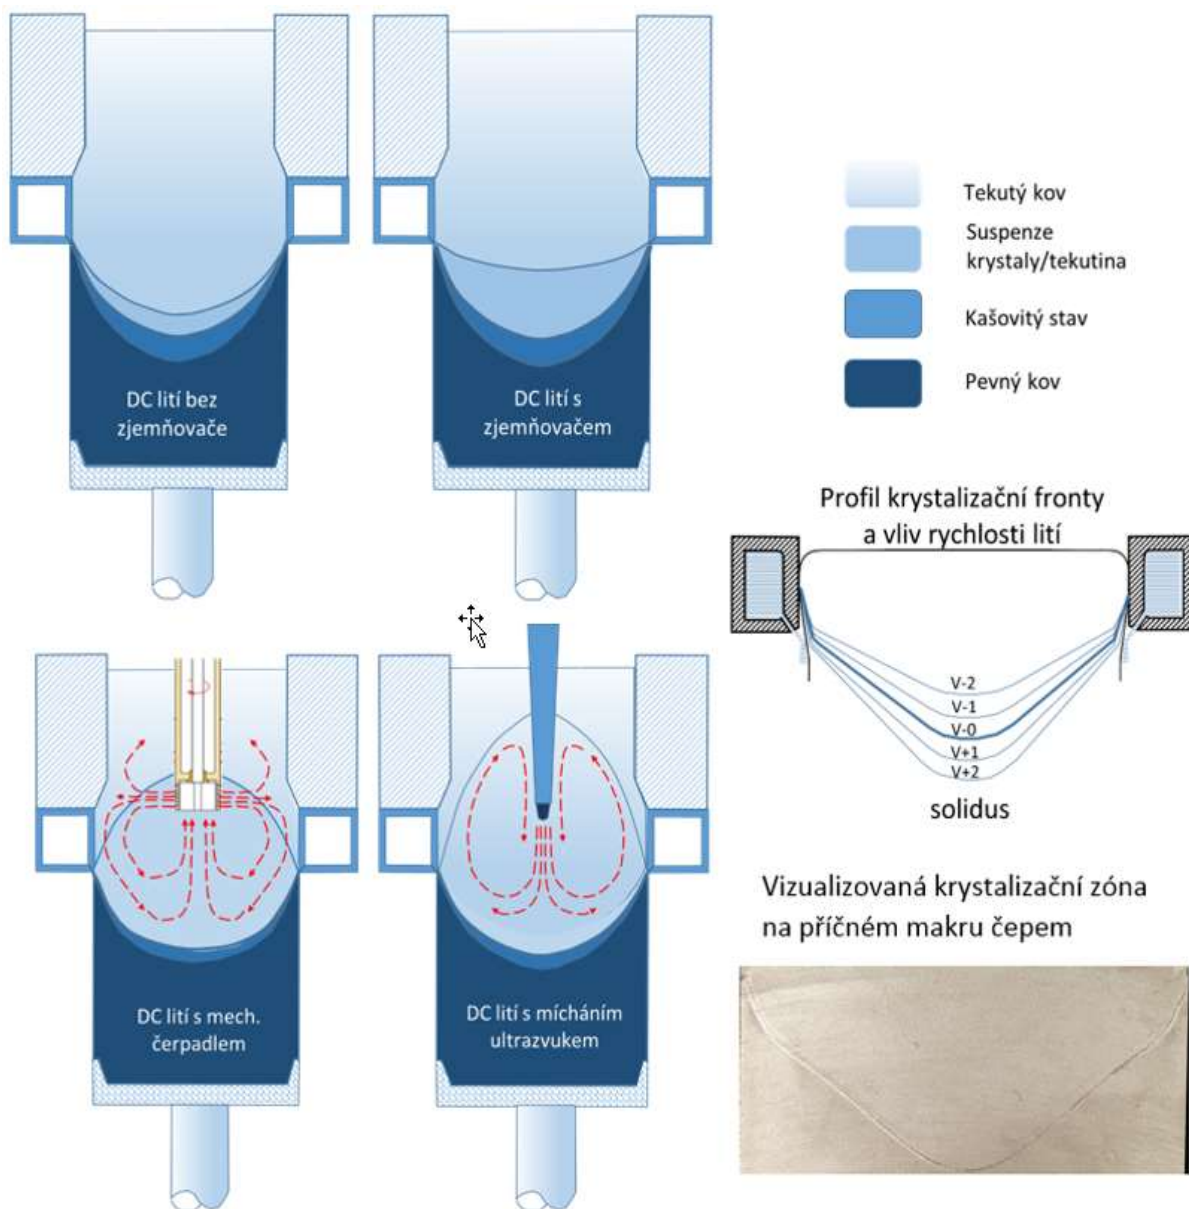 Tekutý kov
Suspenze
krystaly/tekutina
Kašovitý stav
Pevný kov
DC lití bez
zjemňovače
DC lití s
zjemňovačem
Profil krystalizační fronty
a vliv rychlosti lití
V-2
V-1
V-0
V+1
V+2
solidus
DC lití s mech.
čerpadlem
DC lití s mícháním
ultrazvukem
Vizualizovaná krystalizační zóna
na příčném makru čepem